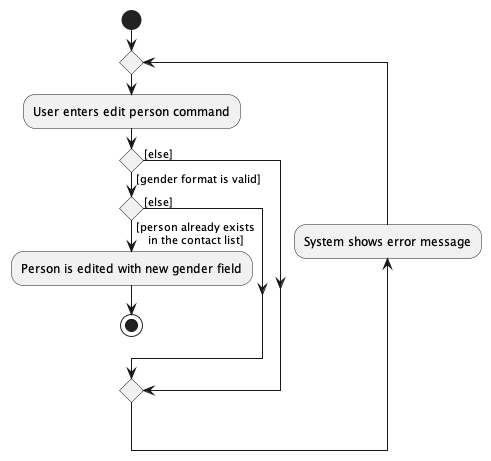 User enters edit person command
[else]
[gender format is valid]
[else]
[person already exists
in the contact list]
System shows error message
Person is edited with new gender field